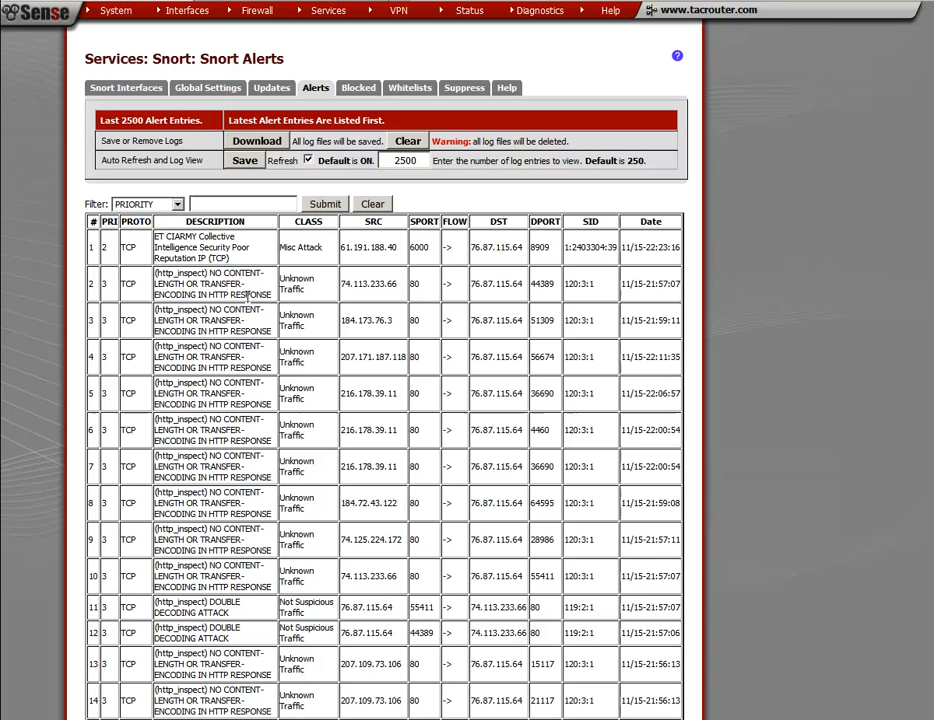 Sense System Interfaces Firewall Services VPN Status Diagnostics Help www.tacrouter.com
Services: Snort: Snort Alerts ?
Snort Interfaces Global Settings Updates Alerts Blocked Whitelists Suppress Help
Last 2500 Alert Entries. Latest Alert Entries Are Listed First.
Save or Remove Logs Download All log files will be saved. Clear Warning: all log files will be deleted.
Auto Refresh and Log View Save Refresh Default is ON. 2500 Enter the number of log entries to view. Default is 250.
Filter: PRIORITY Submit Clear
# PRI PROTO DESCRIPTION CLASS SRC SPORT FLOW DST DPORT SID Date
ET CIARMY Collective
1 2 TCP Intelligence Security Poor Misc Attack 61.191.188.40 6000 -> 76.87.115.64 8909 1:2403304:39 11/15-22:23:16
Reputation IP (TCP)
(http_inspect) NO CONTENT-
2 3 TCP LENGTH OR TRANSFER- Unknown Traffic 74.113.233.66 80 -> 76.87.115.64 44389 120:3:1 11/15-21:57:07
ENCODING IN HTTP RESPONSE
(http_inspect) NO CONTENT-
3 3 TCP LENGTH OR TRANSFER- Unknown Traffic 184.173.76.3 80 -> 76.87.115.64 51309 120:3:1 11/15-21:59:11
ENCODING IN HTTP RESPONSE
(http_inspect) NO CONTENT-
4 3 TCP LENGTH OR TRANSFER- Unknown Traffic 207.171.187.118 80 -> 76.87.115.64 56674 120:3:1 11/15-22:11:35
ENCODING IN HTTP RESPONSE
(http_inspect) NO CONTENT-
5 3 TCP LENGTH OR TRANSFER- Unknown Traffic 216.178.39.11 80 -> 76.87.115.64 36690 120:3:1 11/15-22:06:57
ENCODING IN HTTP RESPONSE
(http_inspect) NO CONTENT-
6 3 TCP LENGTH OR TRANSFER- Unknown Traffic 216.178.39.11 80 -> 76.87.115.64 4460 120:3:1 11/15-22:00:54
ENCODING IN HTTP RESPONSE
(http_inspect) NO CONTENT-
7 3 TCP LENGTH OR TRANSFER- Unknown Traffic 216.178.39.11 80 -> 76.87.115.64 36690 120:3:1 11/15-22:00:54
ENCODING IN HTTP RESPONSE
(http_inspect) NO CONTENT-
8 3 TCP LENGTH OR TRANSFER- Unknown Traffic 184.72.43.122 80 -> 76.87.115.64 64595 120:3:1 11/15-21:59:08
ENCODING IN HTTP RESPONSE
(http_inspect) NO CONTENT-
9 3 TCP LENGTH OR TRANSFER- Unknown Traffic 74.125.224.172 80 -> 76.87.115.64 28986 120:3:1 11/15-21:57:11
ENCODING IN HTTP RESPONSE
(http_inspect) NO CONTENT-
10 3 TCP LENGTH OR TRANSFER- Unknown Traffic 74.113.233.66 80 -> 76.87.115.64 55411 120:3:1 11/15-21:57:07
ENCODING IN HTTP RESPONSE
11 3 TCP (http_inspect) DOUBLE Not Suspicious 76.87.115.64 55411 -> 74.113.233.66 80 119:2:1 11/15-21:57:07
DECODING ATTACK Traffic
12 3 TCP (http_inspect) DOUBLE Not Suspicious 76.87.115.64 44389 -> 74.113.233.66 80 119:2:1 11/15-21:57:06
DECODING ATTACK Traffic
(http_inspect) NO CONTENT-
13 3 TCP LENGTH OR TRANSFER- Unknown Traffic 207.109.73.106 80 -> 76.87.115.64 15117 120:3:1 11/15-21:56:13
ENCODING IN HTTP RESPONSE
(http_inspect) NO CONTENT-
14 3 TCP LENGTH OR TRANSFER- Unknown Traffic 207.109.73.106 80 -> 76.87.115.64 21117 120:3:1 11/15-21:56:13
ENCODING IN HTTP RESPONSE